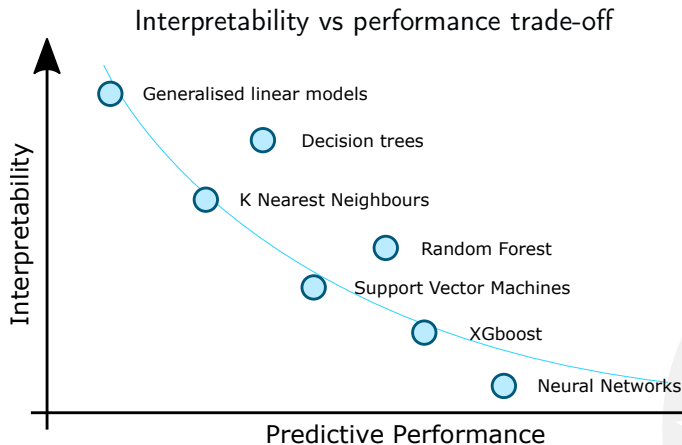 Interpretability vs performance trade-off
Generalised linear models
Decision trees
K Nearest Neighbours
Random Forest
Support Vector Machines
XGboost
Neural Networks
Interpretability
Predictive Performance